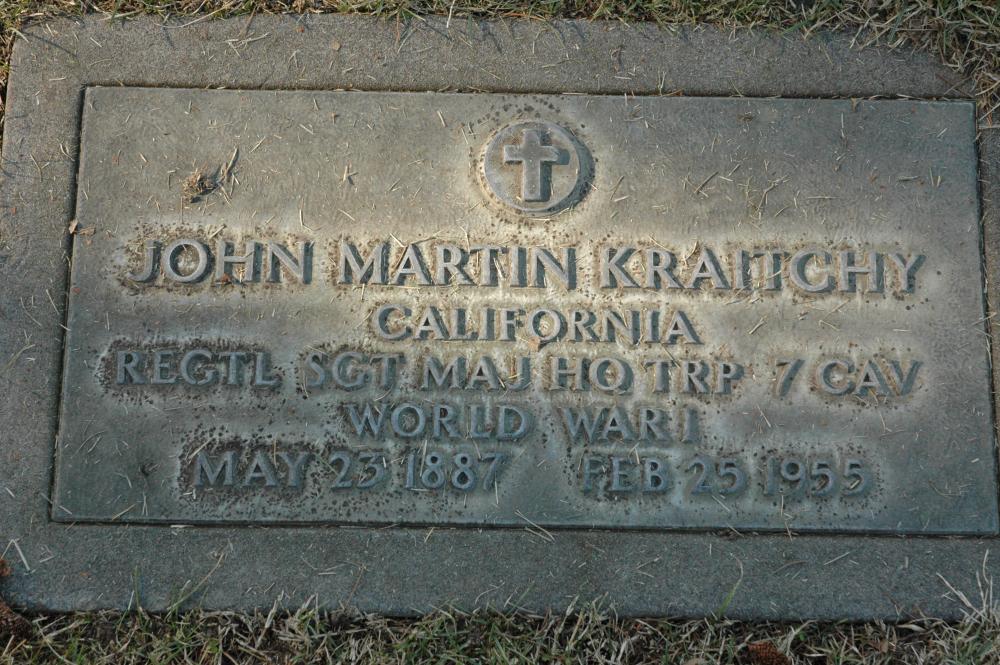 JOHN MARTIN KRAITCHY
CALIFORNIA
REGTL SGT MAJ HQ TRP 7 CAV
WORLD WAR I
MAY 23 1887 FEB 25 1955